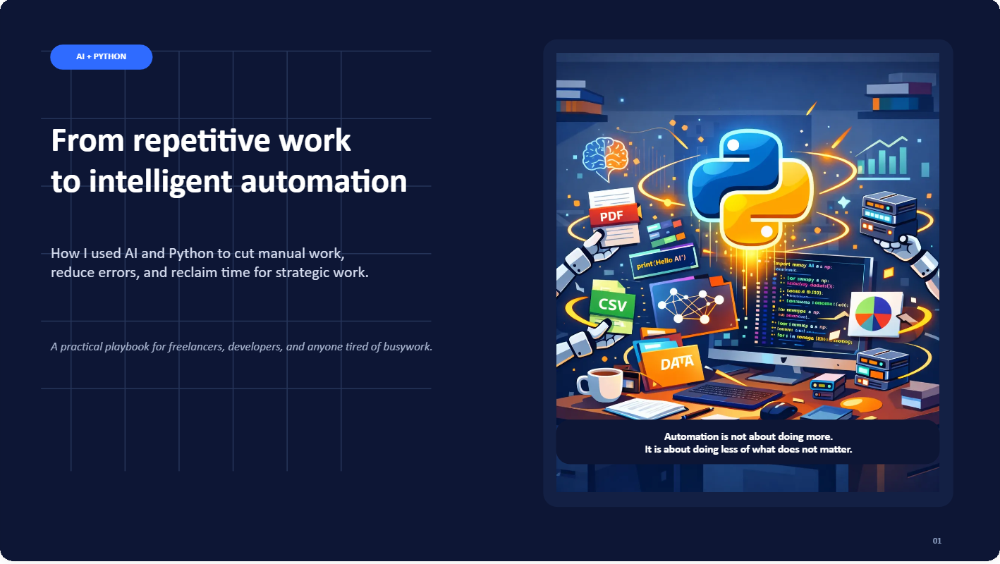 AI + PYTHON
From repetitive work
to intelligent automation
How I used AI and Python to cut manual work,
reduce errors, and reclaim time for strategic work.
A practical playbook for freelancers, developers, and anyone tired of busywork.
PDF
print(Hello AI')
CSV
DATA
Automation is not about doing more.
It is about doing less of what does not matter.
01